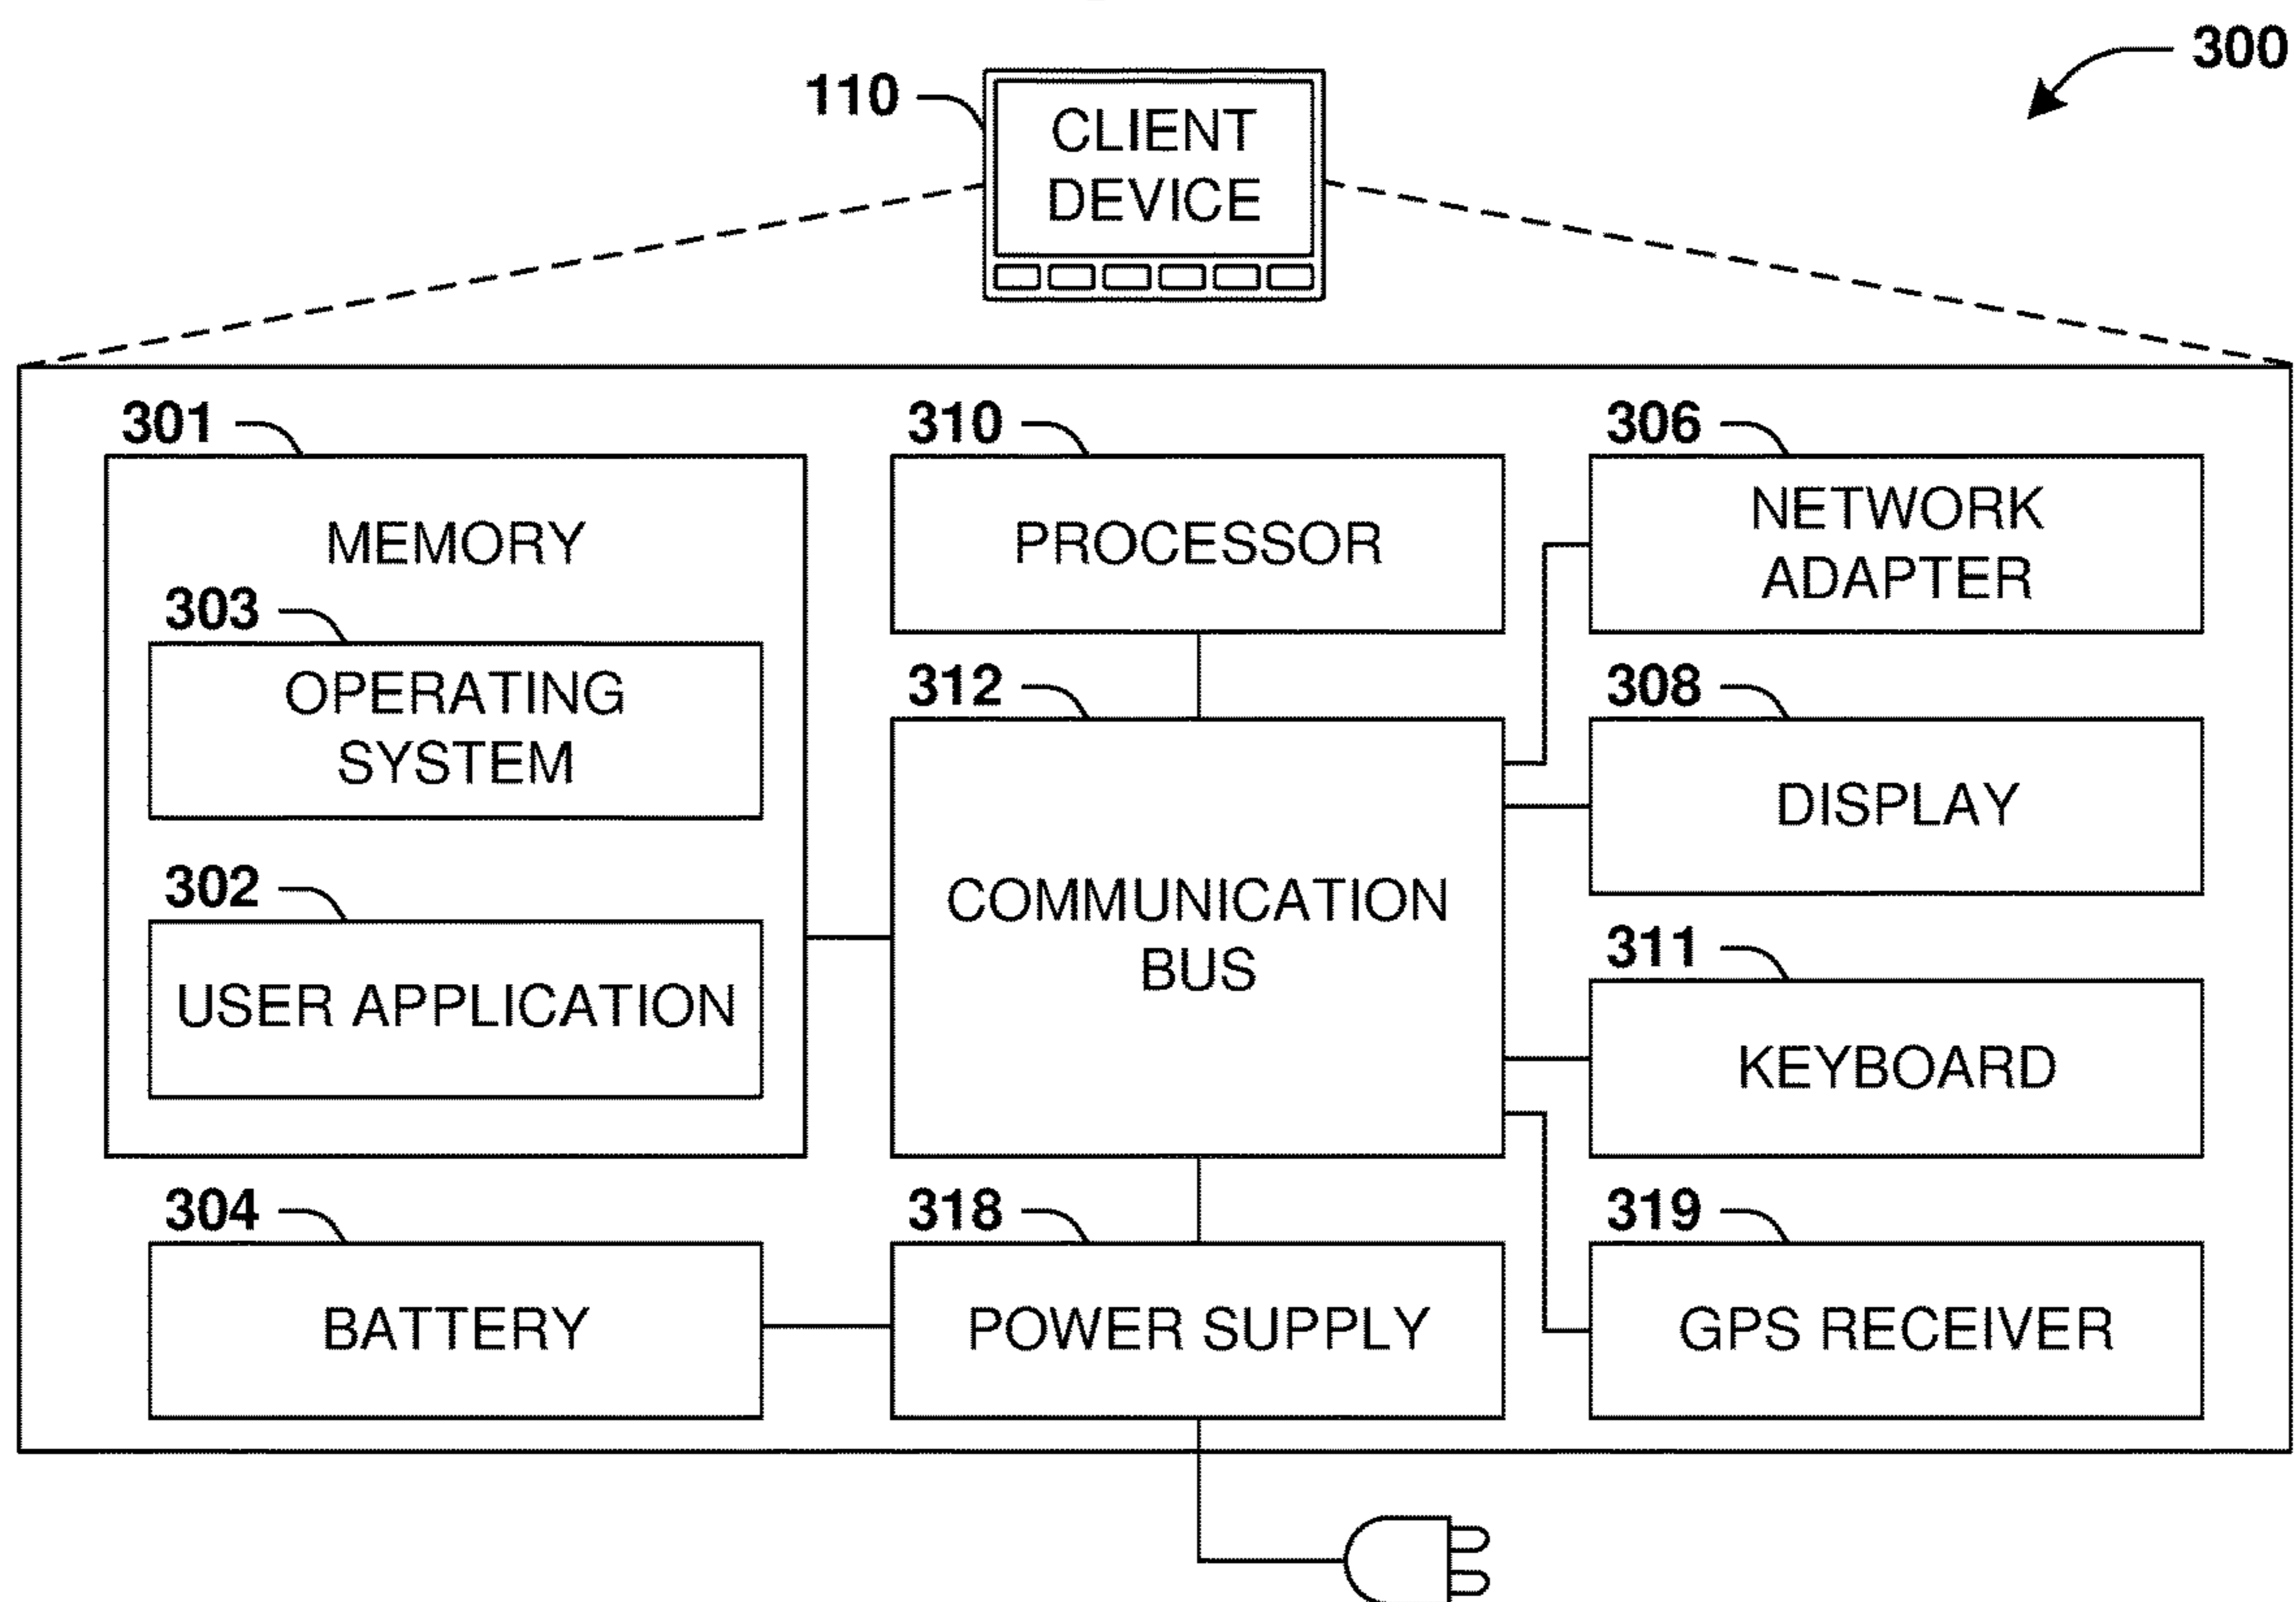 300
110
CLIENT
DEVICE
301
310
306
MEMORY
PROCESSOR
NETWORK
ADAPTER
303
OPERATING
SYSTEM
312
308
DISPLAY
302
USER APPLICATION
COMMUNICATION
BUS
311
KEYBOARD
304
318
319
BATTERY
POWER SUPPLY
GPS RECEIVER